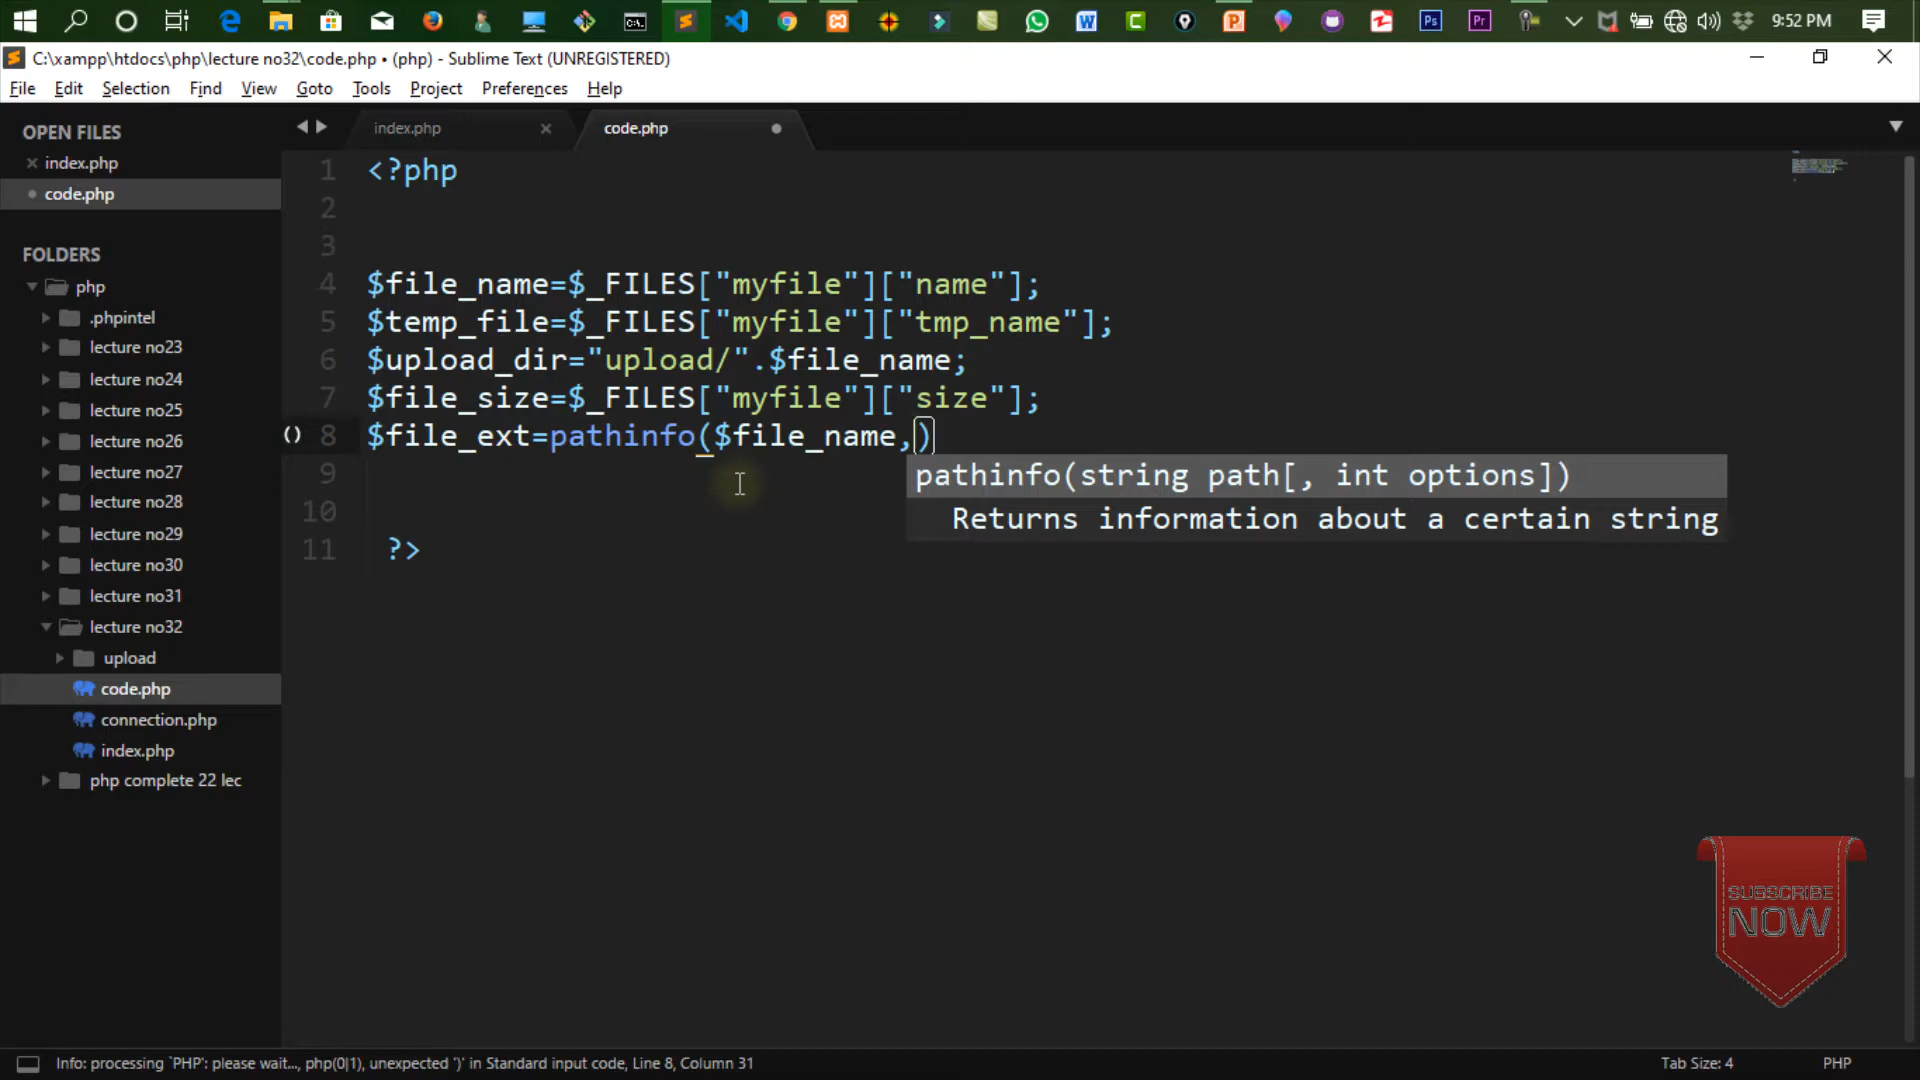 9:52 PM
C:\xampp\htdocs\php\lecture no32\code.php • (php) - Sublime Text (UNREGISTERED)
File Edit Selection Find View Goto Tools Project Preferences Help
OPEN FILES
index.php
code.php
FOLDERS
php
.phpintel
lecture no23
lecture no24
lecture no25
lecture no26
lecture no27
lecture no28
lecture no29
lecture no30
lecture no31
lecture no32
upload
code.php
connection.php
index.php
php complete 22 lec
index.php code.php
1 <?php
2
3
4 $file_name=$_FILES["myfile"]["name"];
5 $temp_file=$_FILES["myfile"]["tmp_name"];
6 $upload_dir="upload/".$file_name;
7 $file_size=$_FILES["myfile"]["size"];
() 8 $file_ext=pathinfo($file_name,)
pathinfo(string path[, int options])
Returns information about a certain string
9
10
11 ?>
SUBSCRIBE
NOW
Info: processing `PHP`: please wait..., php(0|1), unexpected ')' in Standard input code, Line 8, Column 31
Tab Size: 4
PHP